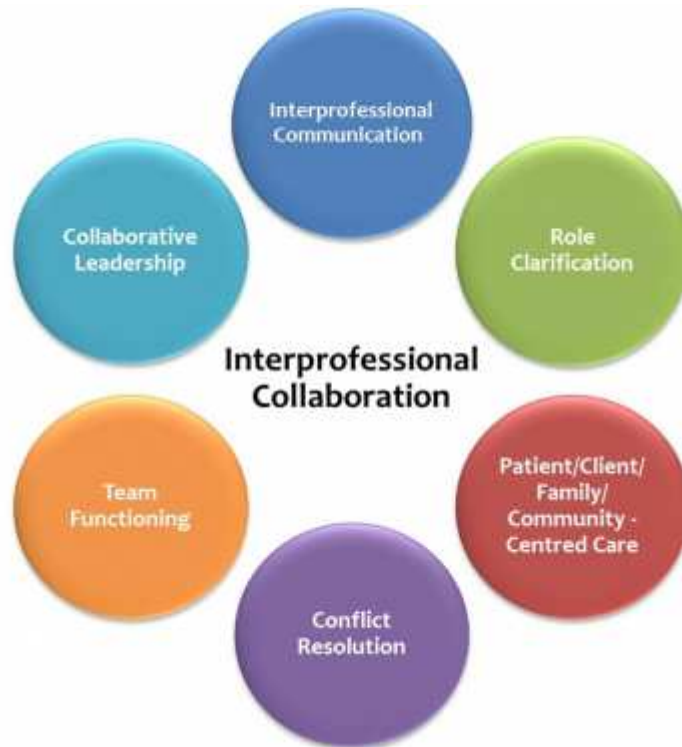 Interprofessional
Communication
Role
Clarification
Patient/Client/
Family/
Community -
Centred Care
Conflict
Resolution
Team
Functioning
Collaborative
Leadership
Interprofessional
Collaboration